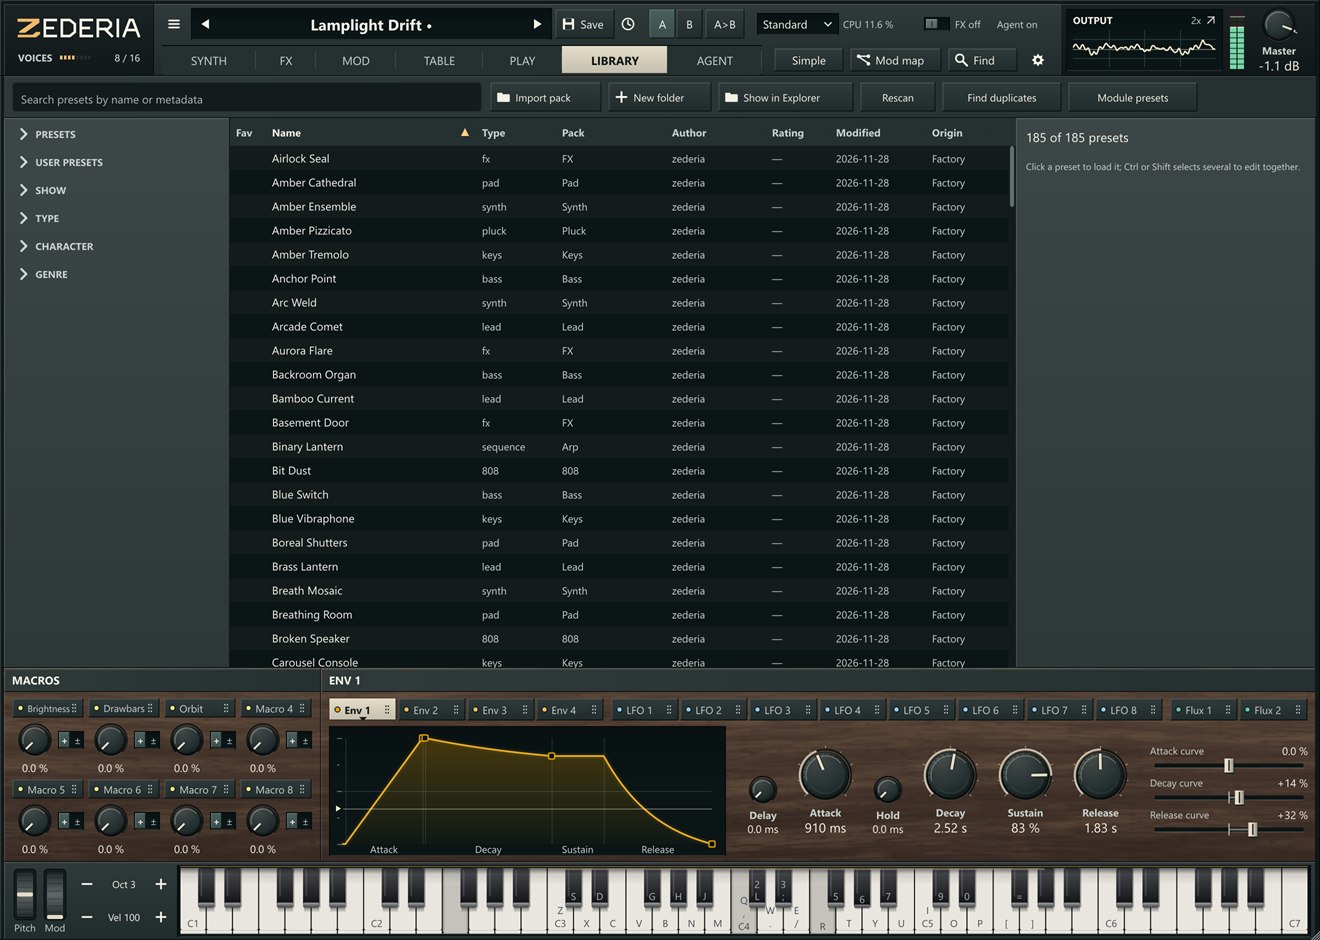 ZEDERIA
VOICES 8 / 16
Lamplight Drift •
Save
A B A>B
Standard
CPU 11.6 %
FX off
Agent on
OUTPUT 2x
Master
-1.1 dB
SYNTH FX MOD TABLE PLAY LIBRARY AGENT
Simple Mod map Find
Search presets by name or metadata
Import pack New folder Show in Explorer Rescan Find duplicates Module presets
PRESETS
USER PRESETS
SHOW
TYPE
CHARACTER
GENRE
Fav Name Type Pack Author Rating Modified Origin
Airlock Seal fx FX zederia — 2026-11-28 Factory
Amber Cathedral pad Pad zederia — 2026-11-28 Factory
Amber Ensemble synth Synth zederia — 2026-11-28 Factory
Amber Pizzicato pluck Pluck zederia — 2026-11-28 Factory
Amber Tremolo keys Keys zederia — 2026-11-28 Factory
Anchor Point bass Bass zederia — 2026-11-28 Factory
Arc Weld synth Synth zederia — 2026-11-28 Factory
Arcade Comet lead Lead zederia — 2026-11-28 Factory
Aurora Flare fx FX zederia — 2026-11-28 Factory
Backroom Organ bass Bass zederia — 2026-11-28 Factory
Bamboo Current lead Lead zederia — 2026-11-28 Factory
Basement Door fx FX zederia — 2026-11-28 Factory
Binary Lantern sequence Arp zederia — 2026-11-28 Factory
Bit Dust 808 808 zederia — 2026-11-28 Factory
Blue Switch bass Bass zederia — 2026-11-28 Factory
Blue Vibraphone keys Keys zederia — 2026-11-28 Factory
Boreal Shutters pad Pad zederia — 2026-11-28 Factory
Brass Lantern lead Lead zederia — 2026-11-28 Factory
Breath Mosaic synth Synth zederia — 2026-11-28 Factory
Breathing Room pad Pad zederia — 2026-11-28 Factory
Broken Speaker 808 808 zederia — 2026-11-28 Factory
Carousel Console keys Keys zederia — 2026-11-28 Factory
185 of 185 presets
Click a preset to load it; Ctrl or Shift selects several to edit together.
MACROS
Brightness Drawbars Orbit Macro 4
0.0 % 0.0 % 0.0 % 0.0 %
Macro 5 Macro 6 Macro 7 Macro 8
0.0 % 0.0 % 0.0 % 0.0 %
ENV 1
Env 1 Env 2 Env 3 Env 4 LFO 1 LFO 2 LFO 3 LFO 4 LFO 5 LFO 6 LFO 7 LFO 8 Flux 1 Flux 2
Attack Decay Sustain Release
Delay 0.0 ms
Attack 910 ms
Hold 0.0 ms
Decay 2.52 s
Sustain 83 %
Release 1.83 s
Attack curve 0.0 %
Decay curve +14 %
Release curve +32 %
Pitch Mod
− Oct 3 +
− Vel 100 +
S D G H J 2 L 3 ; 5 6 7 9 0 =
Z X C V B N M Q , W . E / R T Y U I O P [ ]
C1 C2 C3 C4 C5 C6 C7